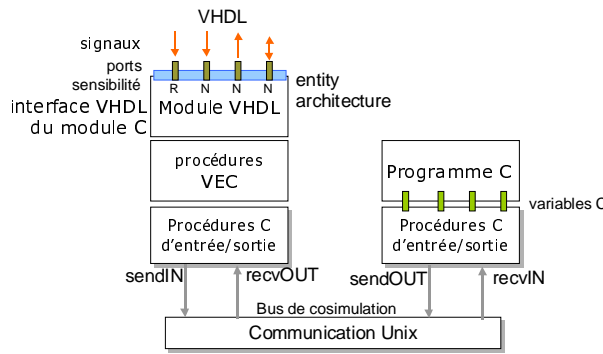 VHDL
signaux
ports
sensibilité
R N N N
entity
architecture
interface VHDL
du module C
Module VHDL
procédures
VEC
Programme C
variables C
Procédures C
d'entrée/sortie
Procédures C
d'entrée/sortie
sendIN
recvOUT
sendOUT
recvIN
Bus de cosimulation
Communication Unix